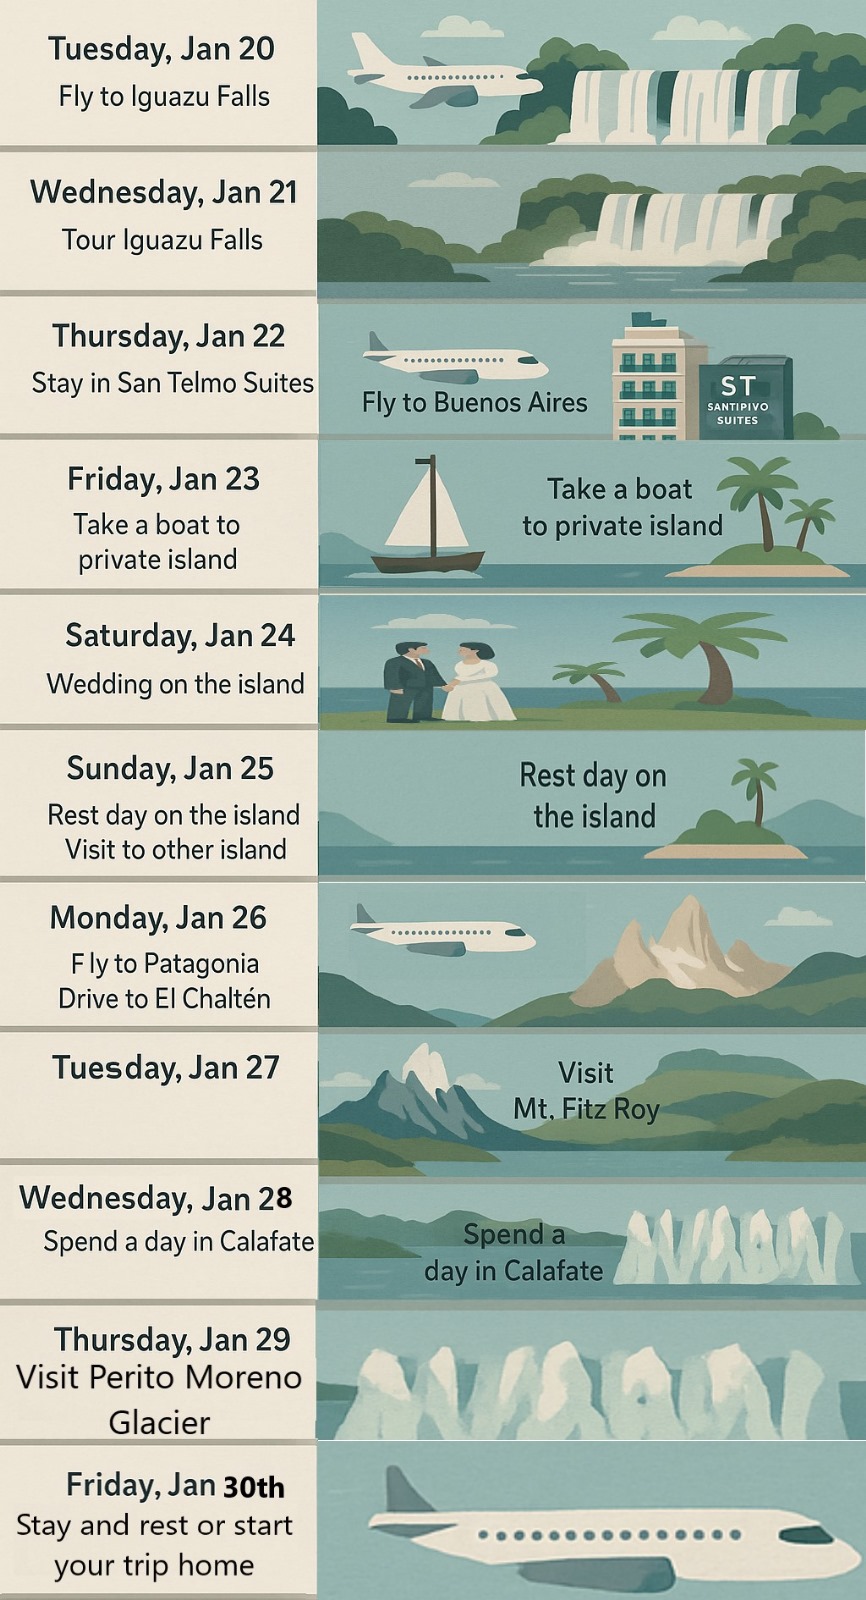 Tuesday, Jan 20
Fly to Iguazu Falls
Wednesday, Jan 21
Tour Iguazu Falls
Thursday, Jan 22
Stay in San Telmo Suites
Fly to Buenos Aires
ST
SANTIPIVO
SUITES
Friday, Jan 23
Take a boat to
private island
Take a boat
to private island
Saturday, Jan 24
Wedding on the island
Sunday, Jan 25
Rest day on the island
Visit to other island
Rest day on
the island
Monday, Jan 26
Fly to Patagonia
Drive to El Chaltén
Tuesday, Jan 27
Visit
Mt. Fitz Roy
Wednesday, Jan 28
Spend a day in Calafate
Spend a
day in Calafate
Thursday, Jan 29
Visit Perito Moreno
Glacier
Friday, Jan 30th
Stay and rest or start
your trip home